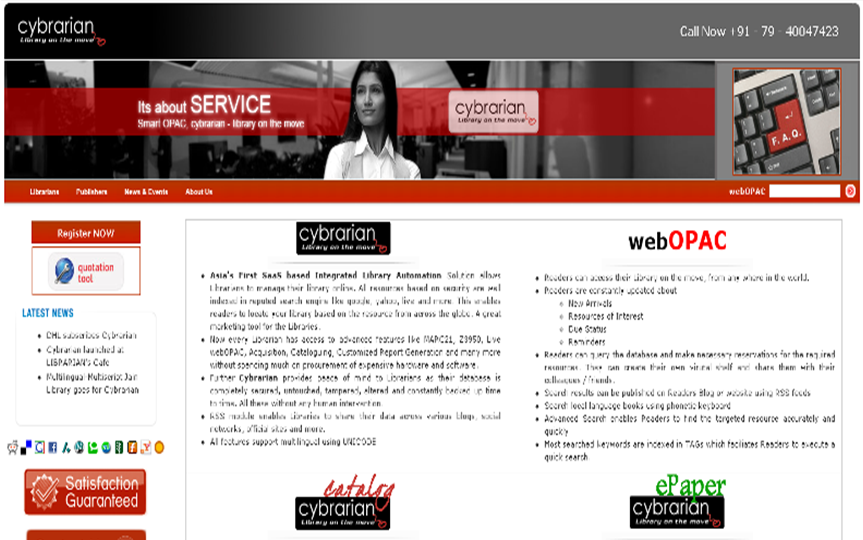 cybrarian
Library on the move
Call Now +91 - 79 - 40047423
Its about SERVICE
Smart OPAC, cybrarian - library on the move
cybrarian
Library on the move
F. A. Q.
Librarians Publishers News & Events About Us
webOPAC
Register NOW
quotation
tool
LATEST NEWS
DHL subscribes Cybrarian
Cybrarian launched at
LIBRARIAN's Cafe
Multilingual Multiscript Jain
Library goes for Cybrarian
Satisfaction
Guaranteed
cybrarian
Library on the move
Asia's First SaaS based Integrated Library Automation Solution allows
Librarians to manage their library online. All resources based on security are well
indexed in reputed search engine like google, yahoo, live and more. This enables
readers to locate your library based on the resource from across the globe. A great
marketing tool for the Libraries.
Now every Librarian has access to advanced features like MARC21, Z3950, Live
webOPAC, Acquisition, Cataloguing, Customized Report Generation and many more
without spending much on procurement of expensive hardware and software.
Further Cybrarian provides peace of mind to Librarians as their database is
completely secured, untouched, tampered, altered and constantly backed up time
to time. All these without any human intervention.
RSS module enables Libraries to share their data across various blogs, social
networks, official sites and more.
All features support multilingual using UNICODE
webOPAC
Readers can access their Library on the move, from any where in the world.
Readers are constantly updated about
New Arrivals
Resources of Interest
Due Status
Reminders
Readers can query the database and make necessary reservations for the required
resources. They can create their own virtual shelf and share them with their
colleagues / friends.
Search results can be published on Readers Blog or website using RSS feeds
Search local language books using phonetic keyboard
Advanced Search enables Readers to find the targeted resource accurately and
quickly
Most searched keywords are indexed in TAGs which faciliates Readers to execute a
quick search.
catalog
cybrarian
Library on the move
ePaper
cybrarian
Library on the move